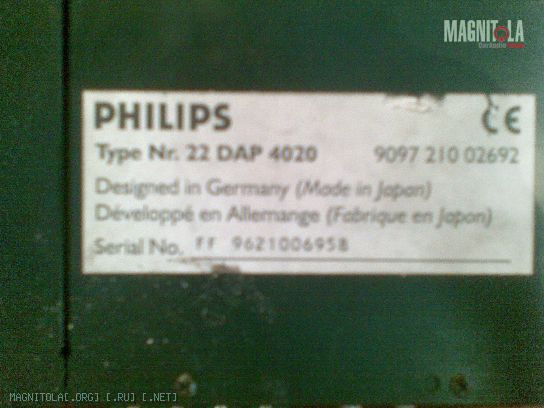 MAGNITOLA
CarAudio
PHILIPS CE
Type Nr. 22 DAP 4020 9097 210 02692
Designed in Germany (Made in Japan)
Développé en Allemange (Fabrique en Japon)
Serial No. FF 9621006958
MAGNITOLA[.ORG] [.RU] [.NET]